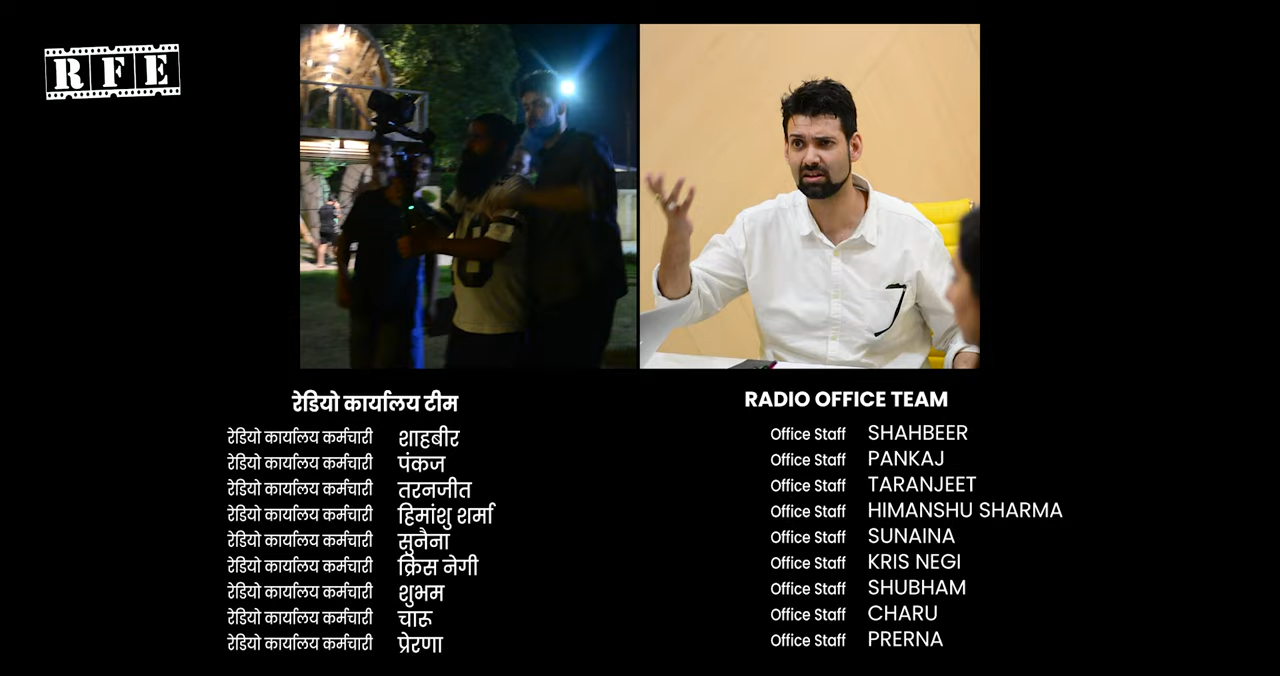 RFE
रेडियो कार्यालय टीम
रेडियो कार्यालय कर्मचारी शाहबीर
रेडियो कार्यालय कर्मचारी पंकज
रेडियो कार्यालय कर्मचारी तरनजीत
रेडियो कार्यालय कर्मचारी हिमांशु शर्मा
रेडियो कार्यालय कर्मचारी सुनैना
रेडियो कार्यालय कर्मचारी क्रिस नेगी
रेडियो कार्यालय कर्मचारी शुभम
रेडियो कार्यालय कर्मचारी चारू
रेडियो कार्यालय कर्मचारी प्रेरणा
RADIO OFFICE TEAM
Office Staff SHAHBEER
Office Staff PANKAJ
Office Staff TARANJEET
Office Staff HIMANSHU SHARMA
Office Staff SUNAINA
Office Staff KRIS NEGI
Office Staff SHUBHAM
Office Staff CHARU
Office Staff PRERNA